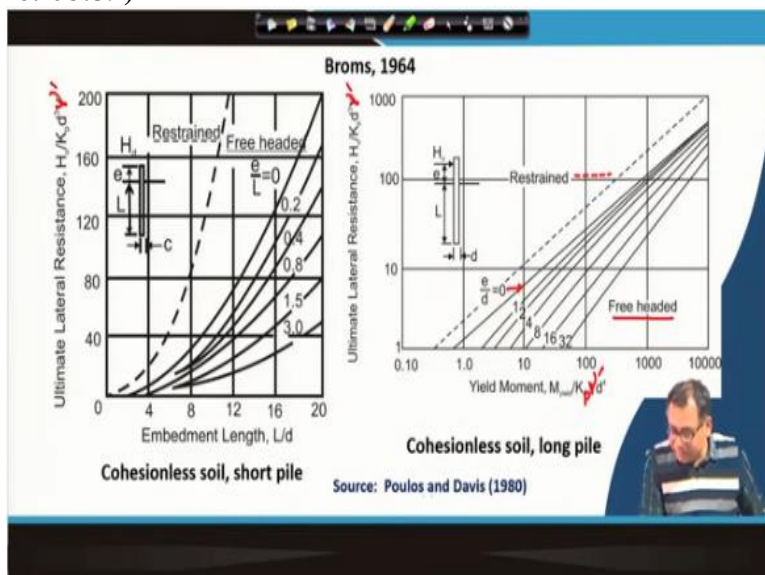 Broms, 1964
Ultimate Lateral Resistance, Hu/Kpd³γ'
200
160
120
80
40
0
4
8
12
16
20
Embedment Length, L/d
Restrained
Free headed
e/L=0
0.2
0.4
0.8
1.5
3.0
H
e
L
c
Cohesionless soil, short pile
Ultimate Lateral Resistance, Hu/Kpd³γ'
1000
100
10
1
0.10
1.0
10
100
1000
10000
Yield Moment, Myield/Kpγ'd⁴
Restrained
Free headed
e/d=0
1
2
4
8
16
32
H
e
L
d
Cohesionless soil, long pile
Source: Poulos and Davis (1980)